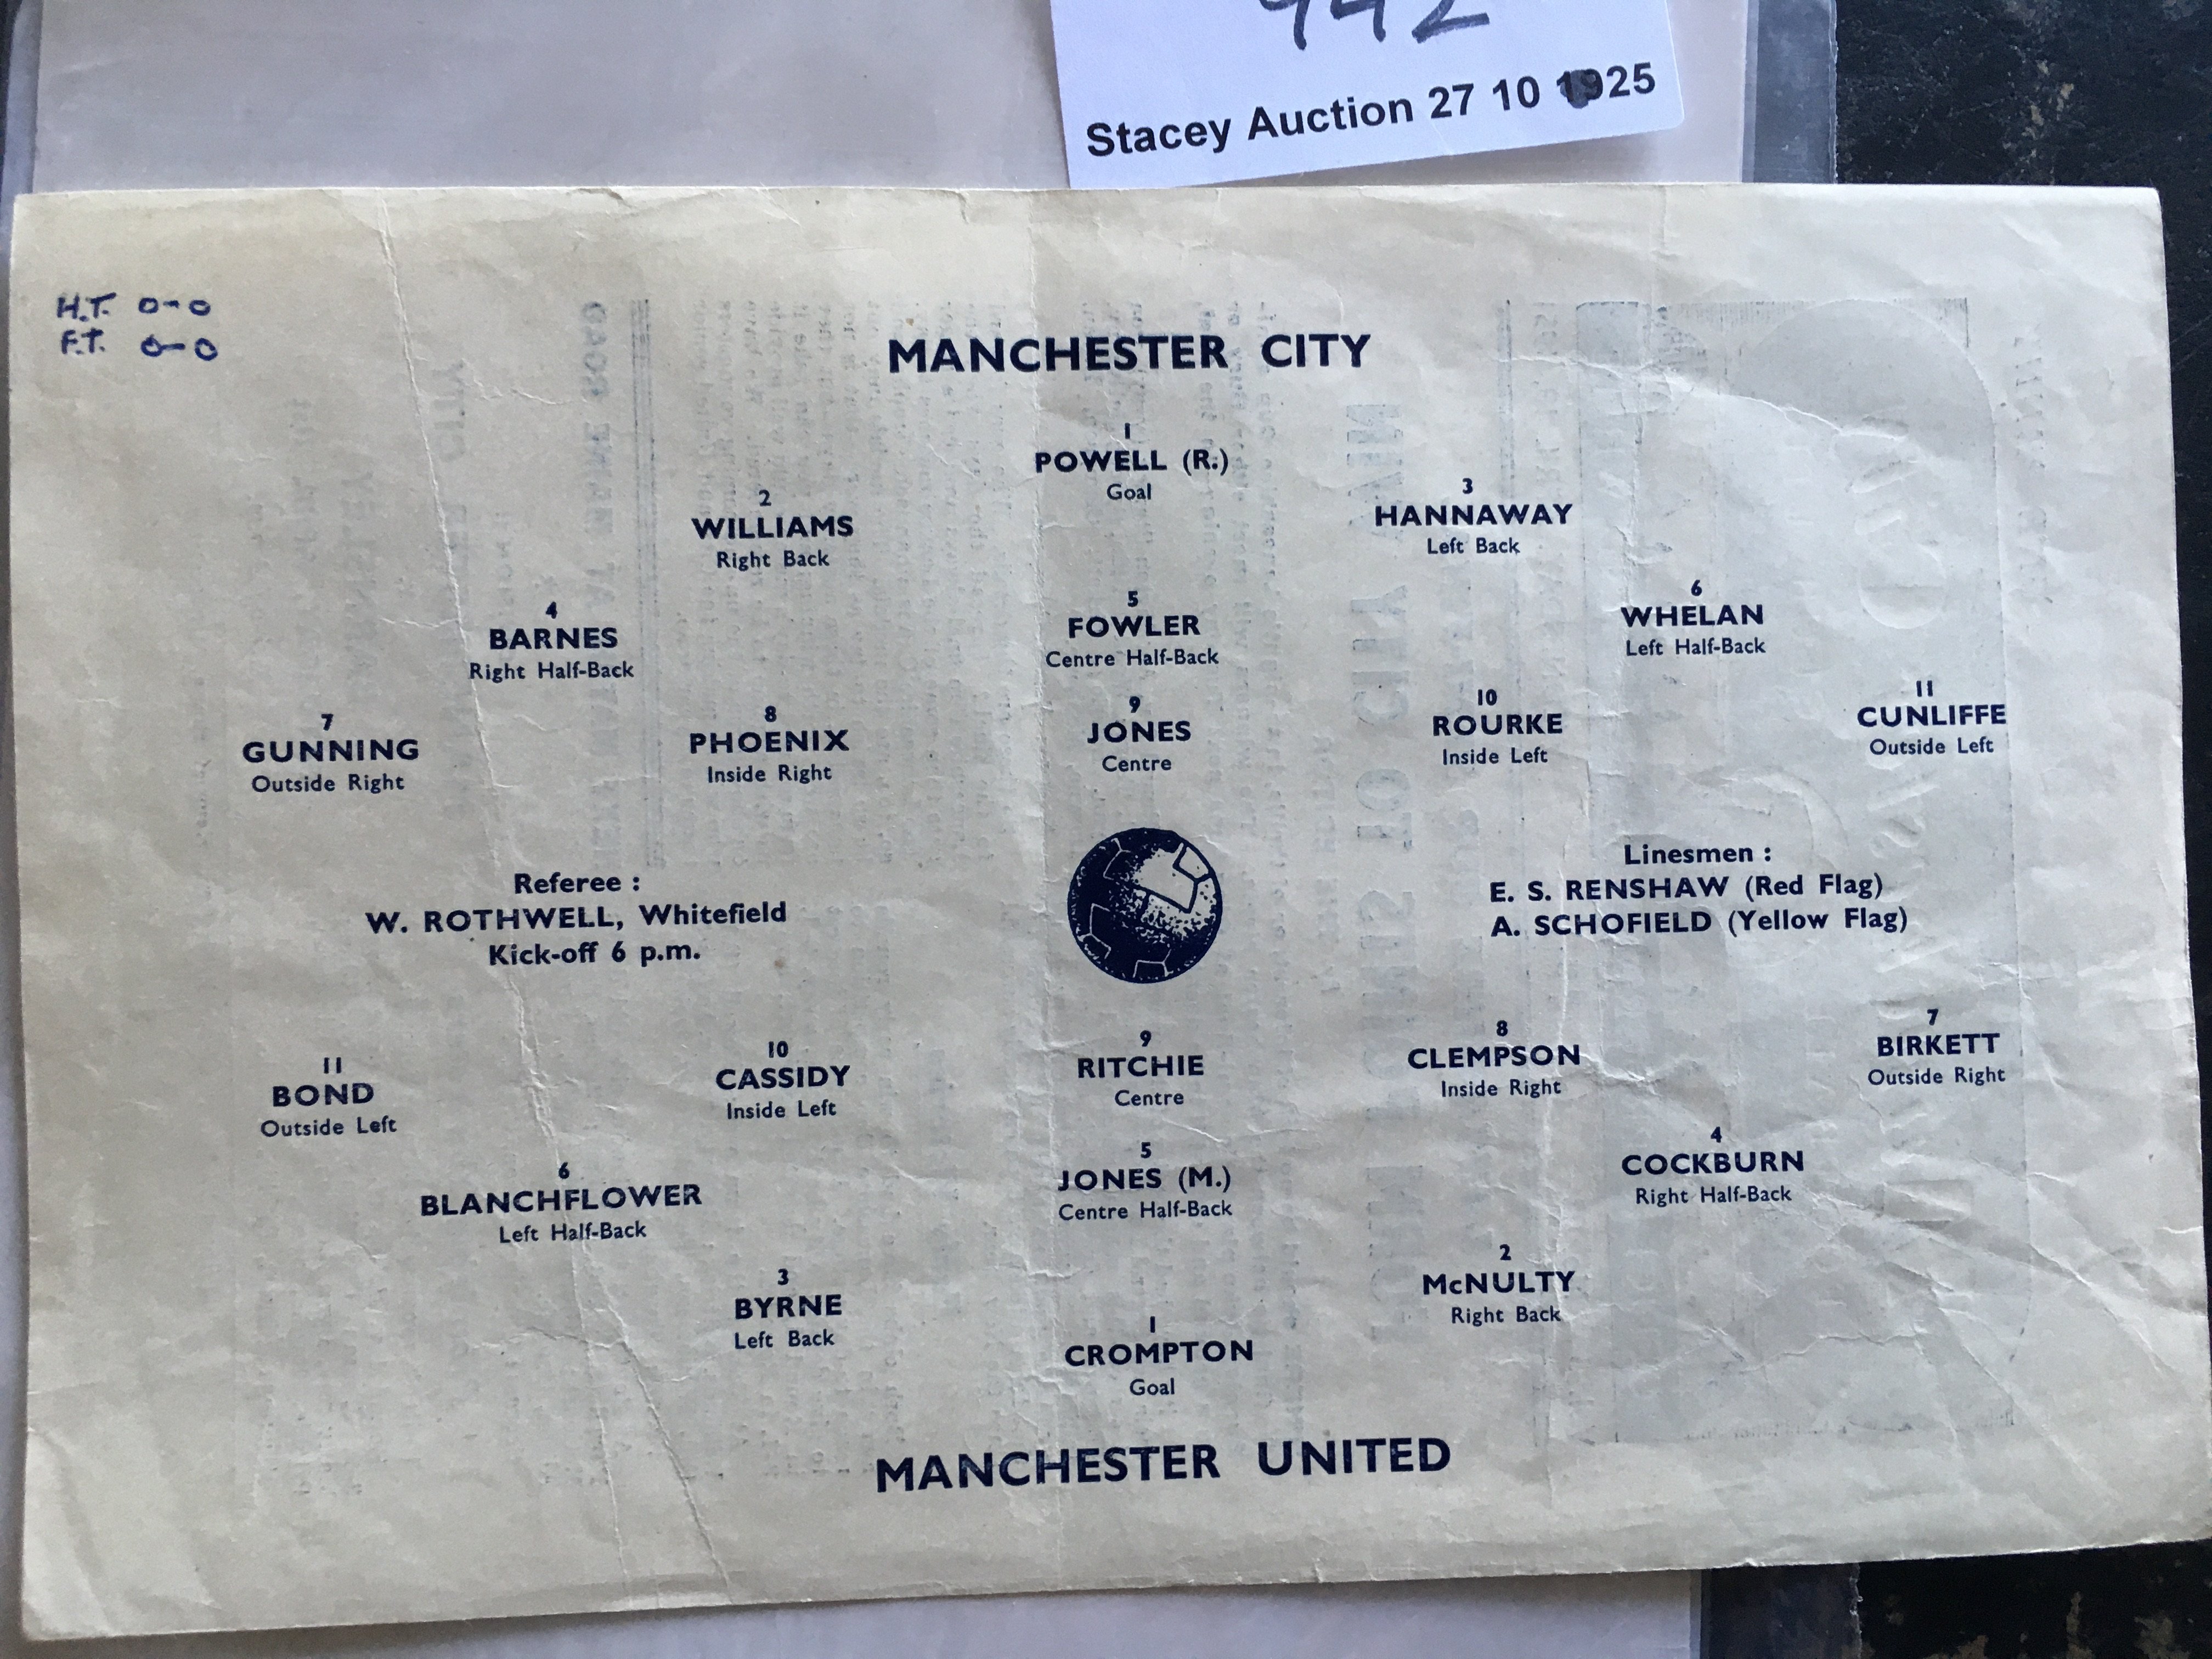 942
Stacey Auction 27 10 1925
H.T. 0-0
F.T. 0-0
MANCHESTER CITY
1
POWELL (R.)
Goal
2
WILLIAMS
Right Back
3
HANNAWAY
Left Back
4
BARNES
Right Half-Back
5
FOWLER
Centre Half-Back
6
WHELAN
Left Half-Back
7
GUNNING
Outside Right
8
PHOENIX
Inside Right
9
JONES
Centre
10
ROURKE
Inside Left
11
CUNLIFFE
Outside Left
Referee :
W. ROTHWELL, Whitefield
Kick-off 6 p.m.
Linesmen :
E. S. RENSHAW (Red Flag)
A. SCHOFIELD (Yellow Flag)
11
BOND
Outside Left
10
CASSIDY
Inside Left
9
RITCHIE
Centre
8
CLEMPSON
Inside Right
7
BIRKETT
Outside Right
6
BLANCHFLOWER
Left Half-Back
5
JONES (M.)
Centre Half-Back
4
COCKBURN
Right Half-Back
3
BYRNE
Left Back
2
McNULTY
Right Back
1
CROMPTON
Goal
MANCHESTER UNITED